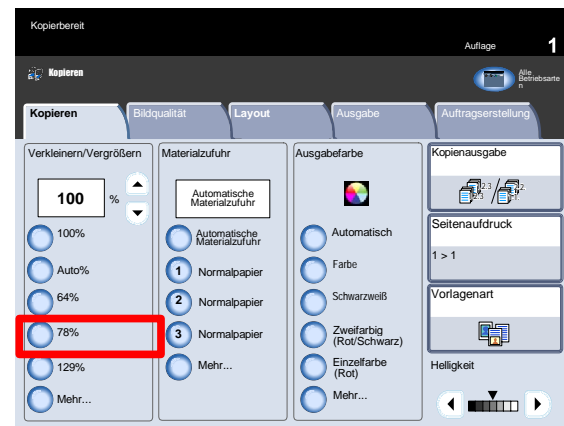 Kopierbereit
Auflage 1
Kopieren
Alle
Betriebsarte
n
Kopieren
Bildqualität
Layout
Ausgabe
Auftragserstellung
Verkleinern/Vergrößern
100 %
100%
Auto%
64%
78%
129%
Mehr...
Materialzufuhr
Automatische
Materialzufuhr
Automatische
Materialzufuhr
1 Normalpapier
2 Normalpapier
3 Normalpapier
Mehr...
Ausgabefarbe
Automatisch
Farbe
Schwarzweiß
Zweifarbig
(Rot/Schwarz)
Einzelfarbe
(Rot)
Mehr...
Kopienausgabe
Seitenaufdruck
1 > 1
Vorlagenart
Helligkeit